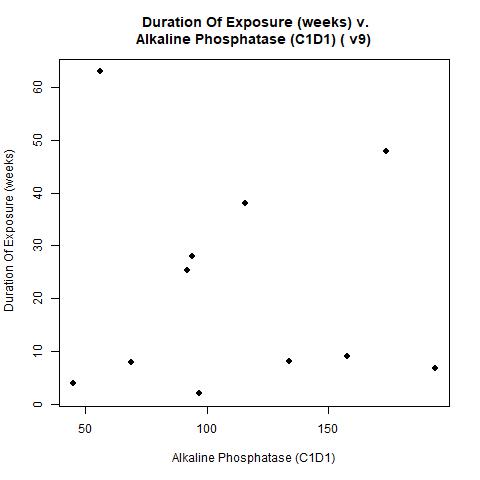 Duration Of Exposure (weeks) v.
Alkaline Phosphatase (C1D1) ( v9)
Duration Of Exposure (weeks)
60
50
40
30
20
10
0
50 100 150
Alkaline Phosphatase (C1D1)